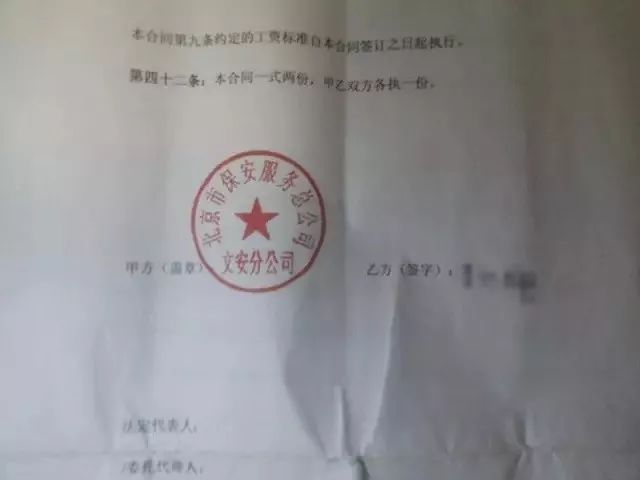 本合同第九条约定的工资标准自本合同签订之日起执行。
第四十二条：本合同一式两份，甲乙双方各执一份。
北京市保安服务总公司
文安分公司
甲方（盖章）
乙方（签字）：
法定代表人：
委托代理人：